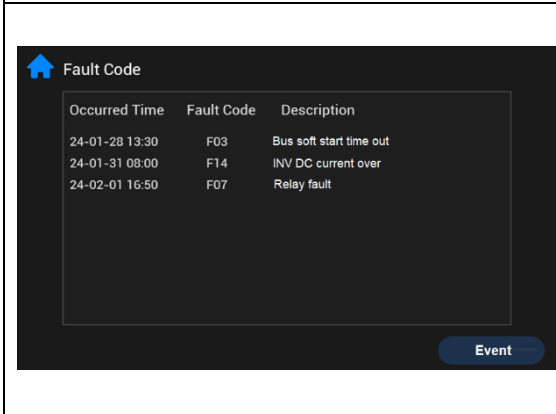 Fault Code
Occurred Time Fault Code Description
24-01-28 13:30 F03 Bus soft start time out
24-01-31 08:00 F14 INV DC current over
24-02-01 16:50 F07 Relay fault
Event